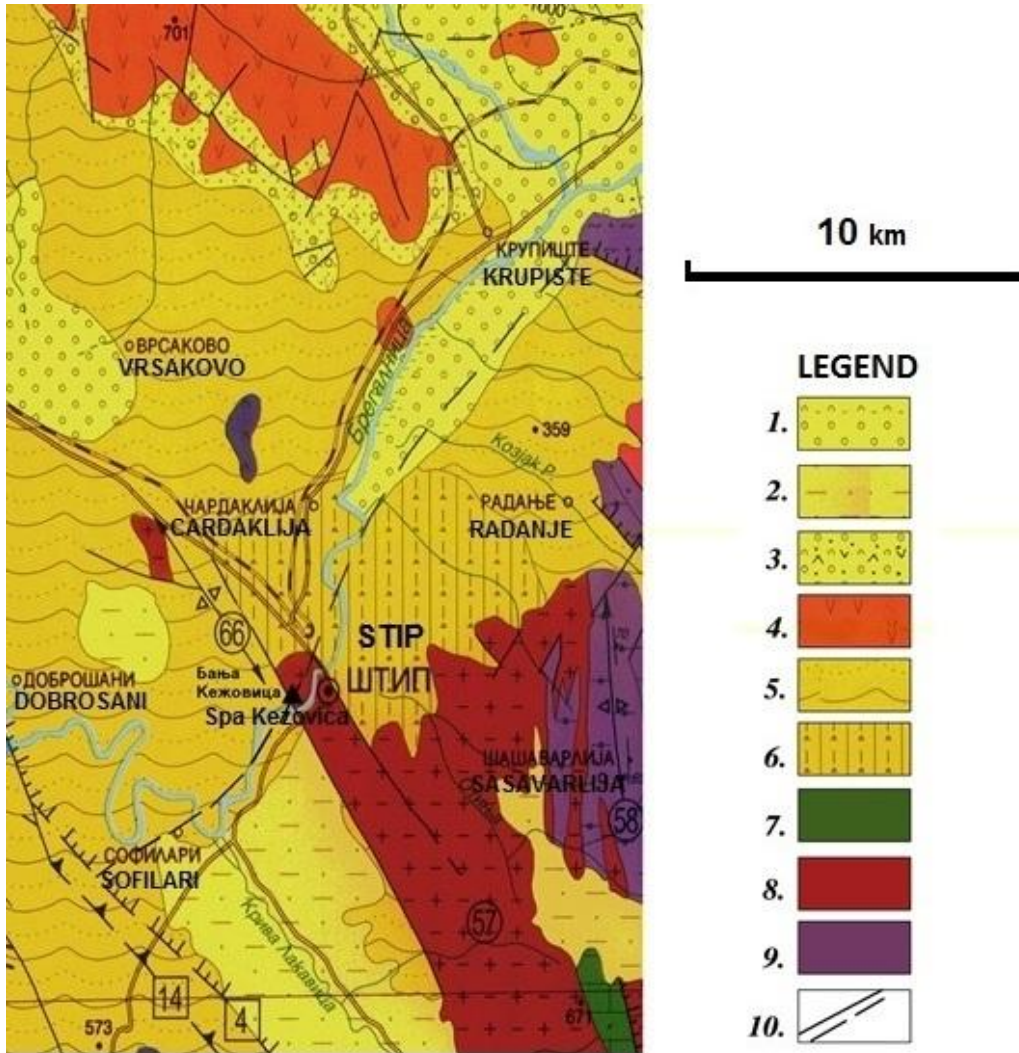 701
1000
КРУПИШТЕ
KRUPISTE
10 km
Брегалница
ВРСАКОВО
VRSAKOVO
LEGEND
1.
359
Козјак Р.
2.
ЧАРДАКЛИЈА
CARDAKLIJA
РАДАЊЕ
RADANJE
3.
4.
66
STIP
ШТИП
Бања
Кежовица
Spa Kezovica
ДОБРОШАНИ
DOBROSANI
5.
6.
ШАШАВАРЛИЈА
SASAVARLIJA
58
7.
СОФИЛАРИ
SOFILARI
8.
Крива Лакавица
57
9.
14
4
573
671
10.